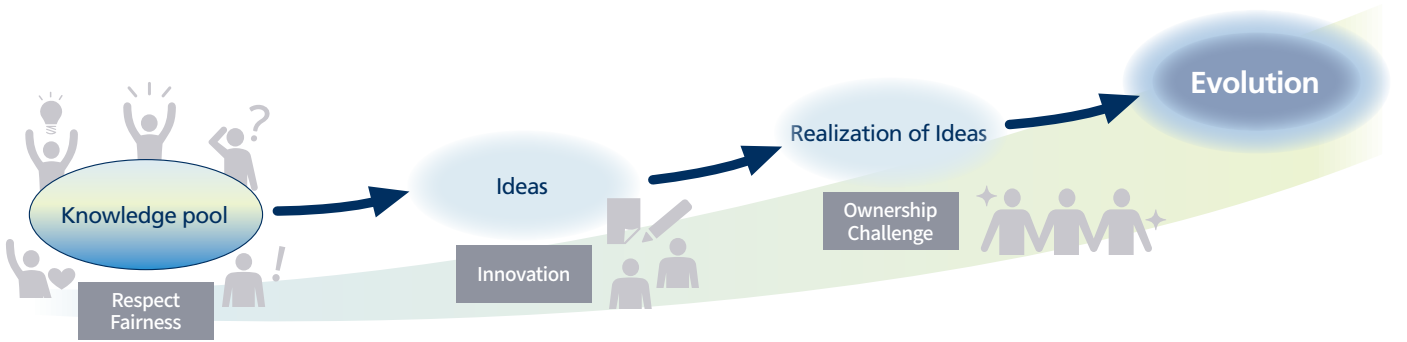 Knowledge pool
Respect
Fairness
?
!
Ideas
Innovation
Realization of Ideas
Ownership
Challenge
Evolution